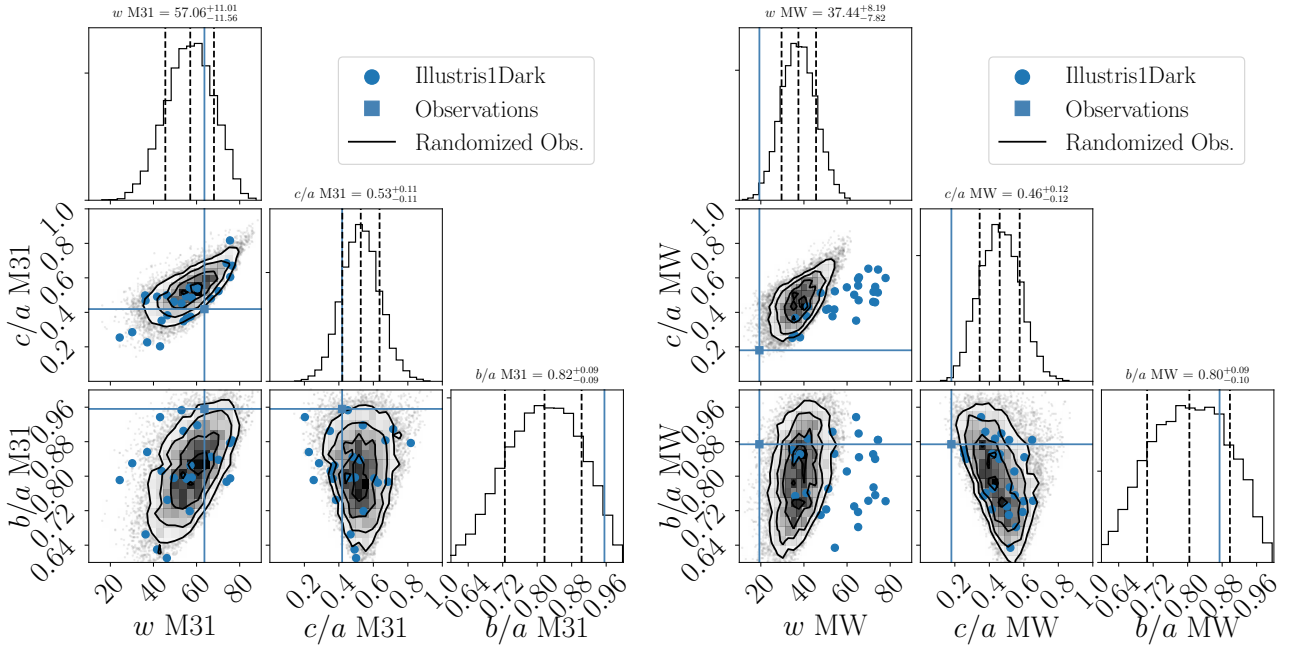 w M31 = 57.06 +11.01 −11.56
Illustris1Dark
Observations
Randomized Obs.
c/a M31 = 0.53 +0.11 −0.11
1.0
0.8
0.6
0.4
0.2
c/a M31
b/a M31 = 0.82 +0.09 −0.09
0.96
0.88
0.80
0.72
0.64
b/a M31
20 40 60 80
0.2 0.4 0.6 0.8 1.0
0.64 0.72 0.80 0.88 0.96
w M31
c/a M31
b/a M31
w MW = 37.44 +8.19 −7.82
Illustris1Dark
Observations
Randomized Obs.
c/a MW = 0.46 +0.12 −0.12
1.0
0.8
0.6
0.4
0.2
c/a MW
b/a MW = 0.80 +0.09 −0.10
0.96
0.88
0.80
0.72
0.64
b/a MW
20 40 60 80
0.2 0.4 0.6 0.8 1.0
0.64 0.72 0.80 0.88 0.96
w MW
c/a MW
b/a MW